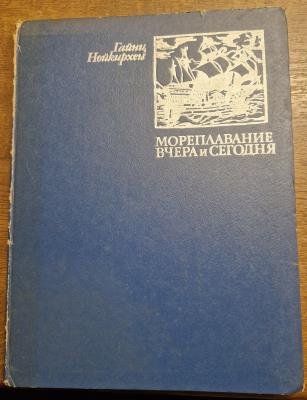 Гайнц
Нойкирхен
МОРЕПЛАВАНИЕ
ВЧЕРА И СЕГОДНЯ